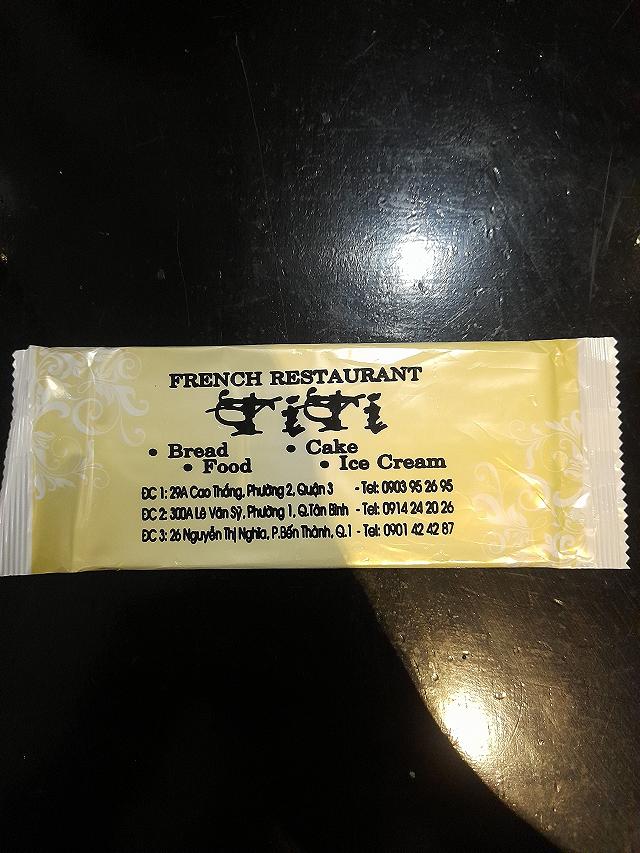 FRENCH RESTAURANT
TiTi
• Bread • Cake
• Food • Ice Cream
ĐC 1: 29A Cao Thắng, Phường 2, Quận 3 - Tel: 0903 95 26 95
ĐC 2: 300A Lê Văn Sỹ, Phường 1, Q.Tân Bình - Tel: 0914 24 20 26
ĐC 3: 26 Nguyễn Thị Nghĩa, P.Bến Thành, Q.1 - Tel: 0901 42 42 87